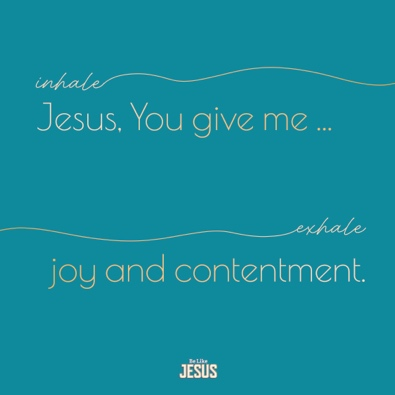 inhale
Jesus, You give me ...
exhale
joy and contentment.
Be Like
JESUS